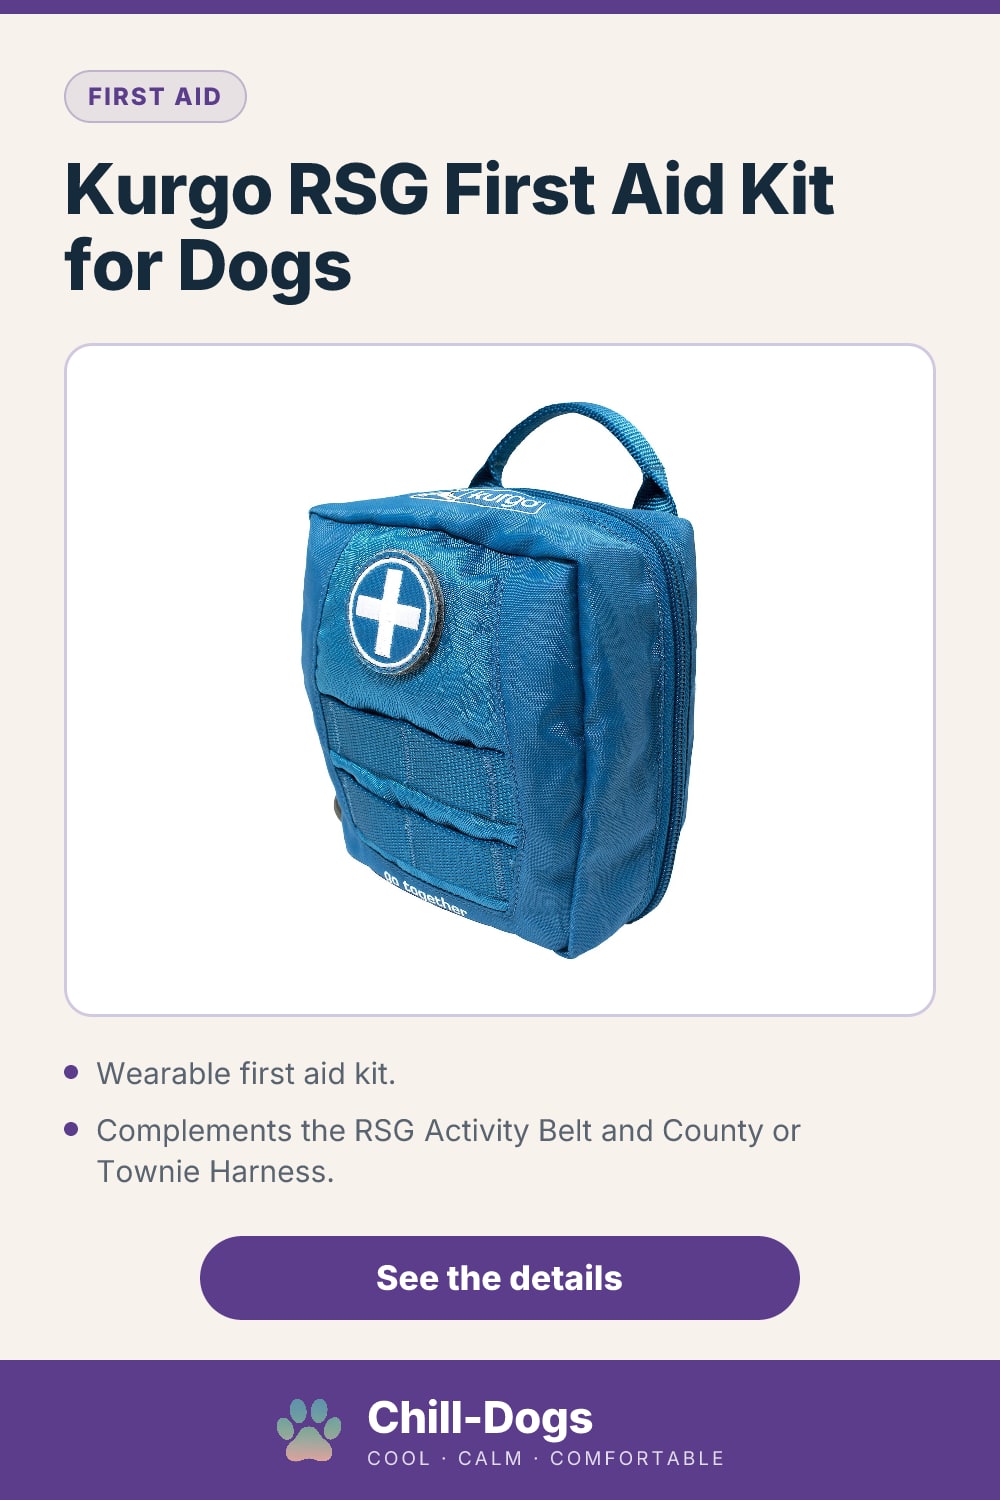 FIRST AID
Kurgo RSG First Aid Kit
for Dogs
kurgo
go together
Wearable first aid kit.
Complements the RSG Activity Belt and County or
Townie Harness.
See the details
Chill-Dogs
COOL · CALM · COMFORTABLE